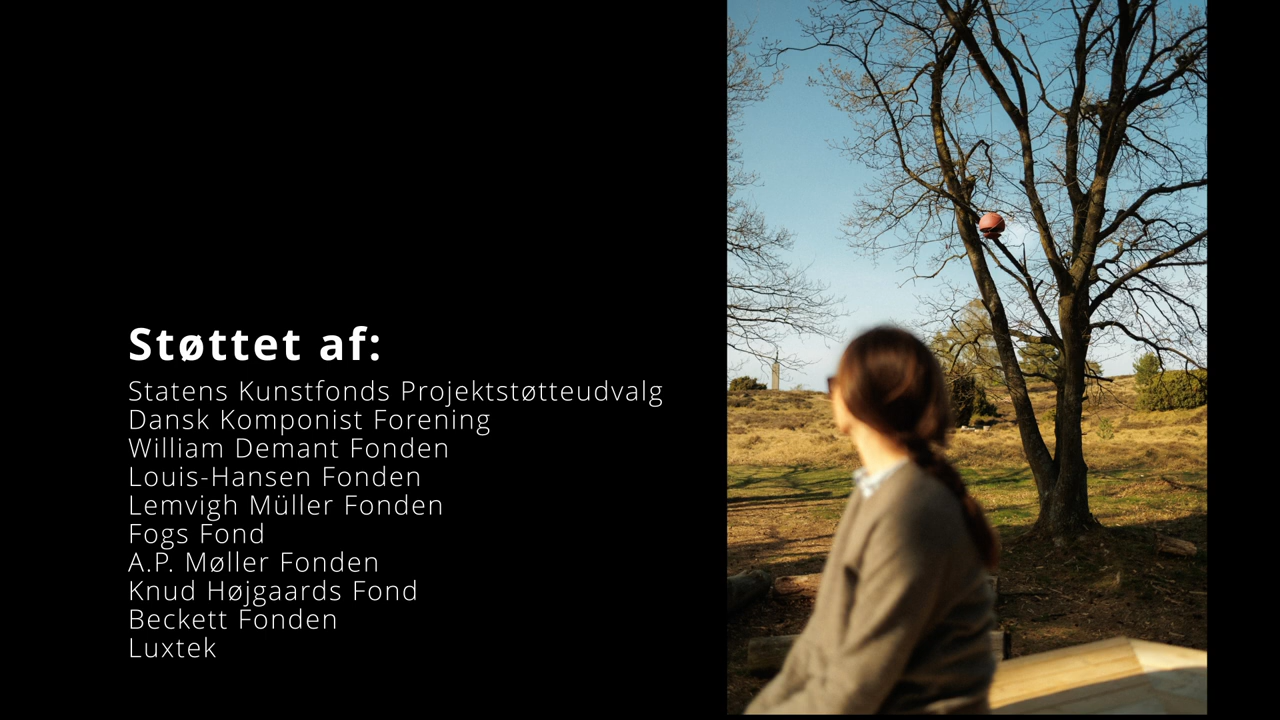 Støttet af:
Statens Kunstfonds Projektstøtteudvalg
Dansk Komponist Forening
William Demant Fonden
Louis-Hansen Fonden
Lemvigh Müller Fonden
Fogs Fond
A.P. Møller Fonden
Knud Højgaards Fond
Beckett Fonden
Luxtek